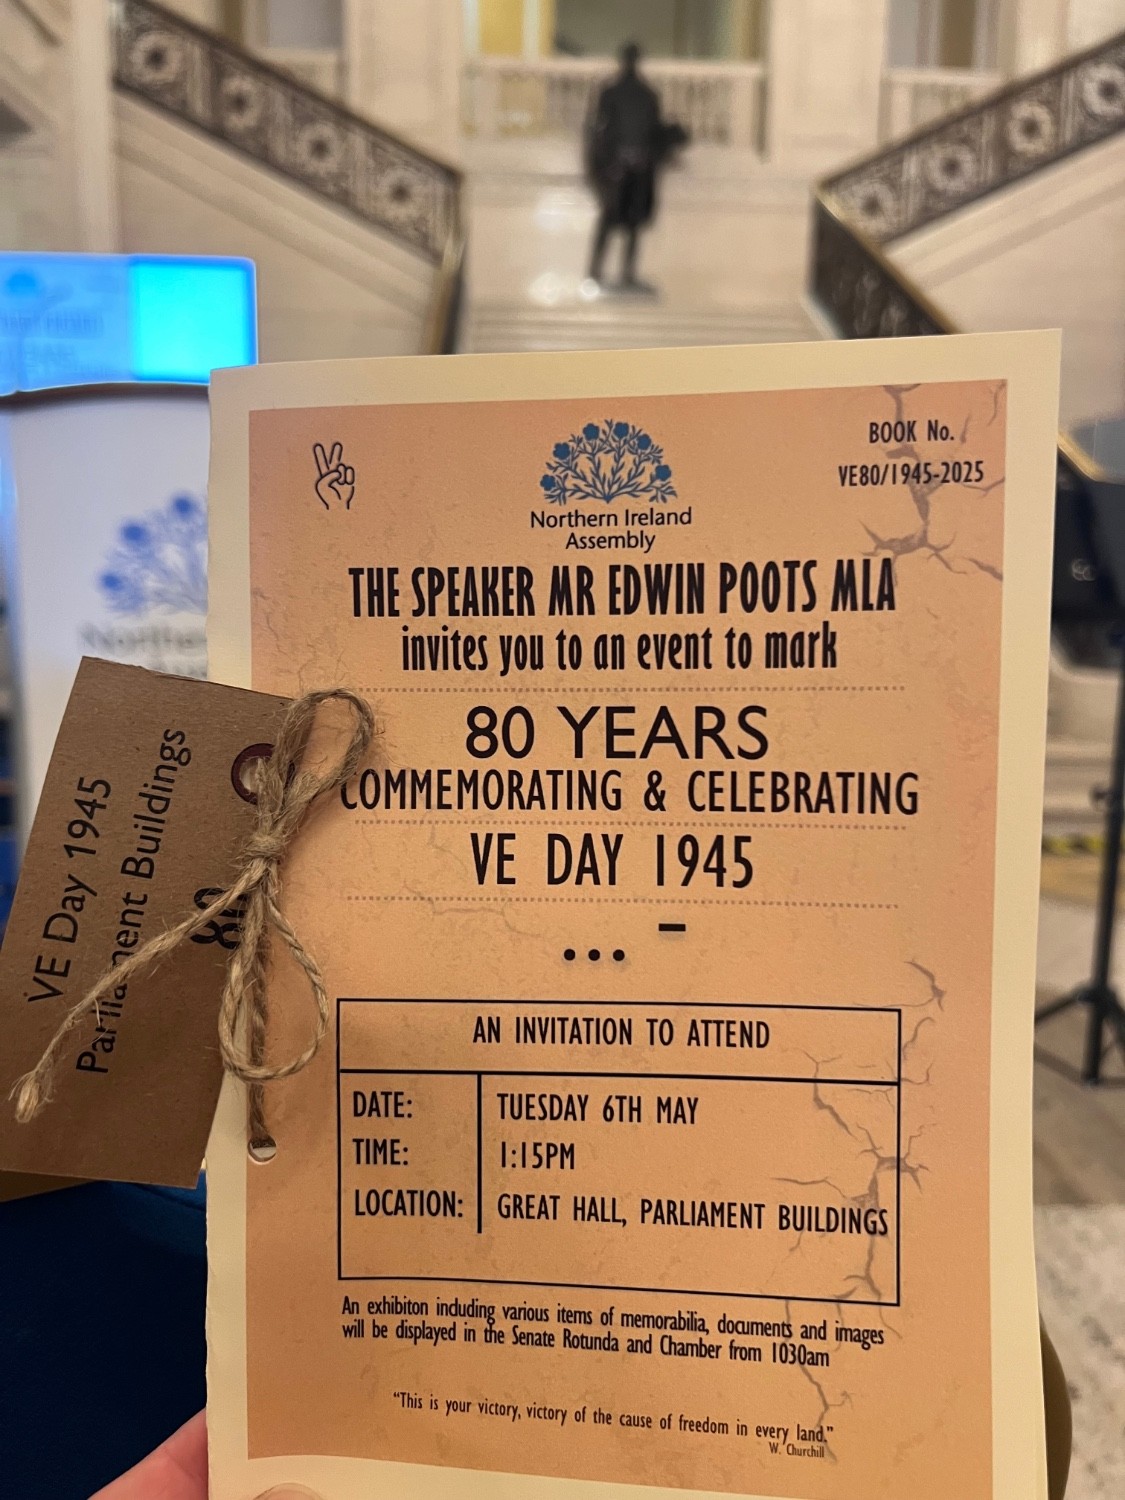 BOOK No.
VE80/1945-2025
Northern Ireland
Assembly
THE SPEAKER MR EDWIN POOTS MLA
invites you to an event to mark
80 YEARS
COMMEMORATING & CELEBRATING
VE DAY 1945
... –
AN INVITATION TO ATTEND
DATE: TUESDAY 6TH MAY
TIME: 1:15PM
LOCATION: GREAT HALL, PARLIAMENT BUILDINGS
An exhibiton including various items of memorabilia, documents and images
will be displayed in the Senate Rotunda and Chamber from 1030am
"This is your victory, victory of the cause of freedom in every land."
W. Churchill
VE Day 1945
Parliament Buildings
80